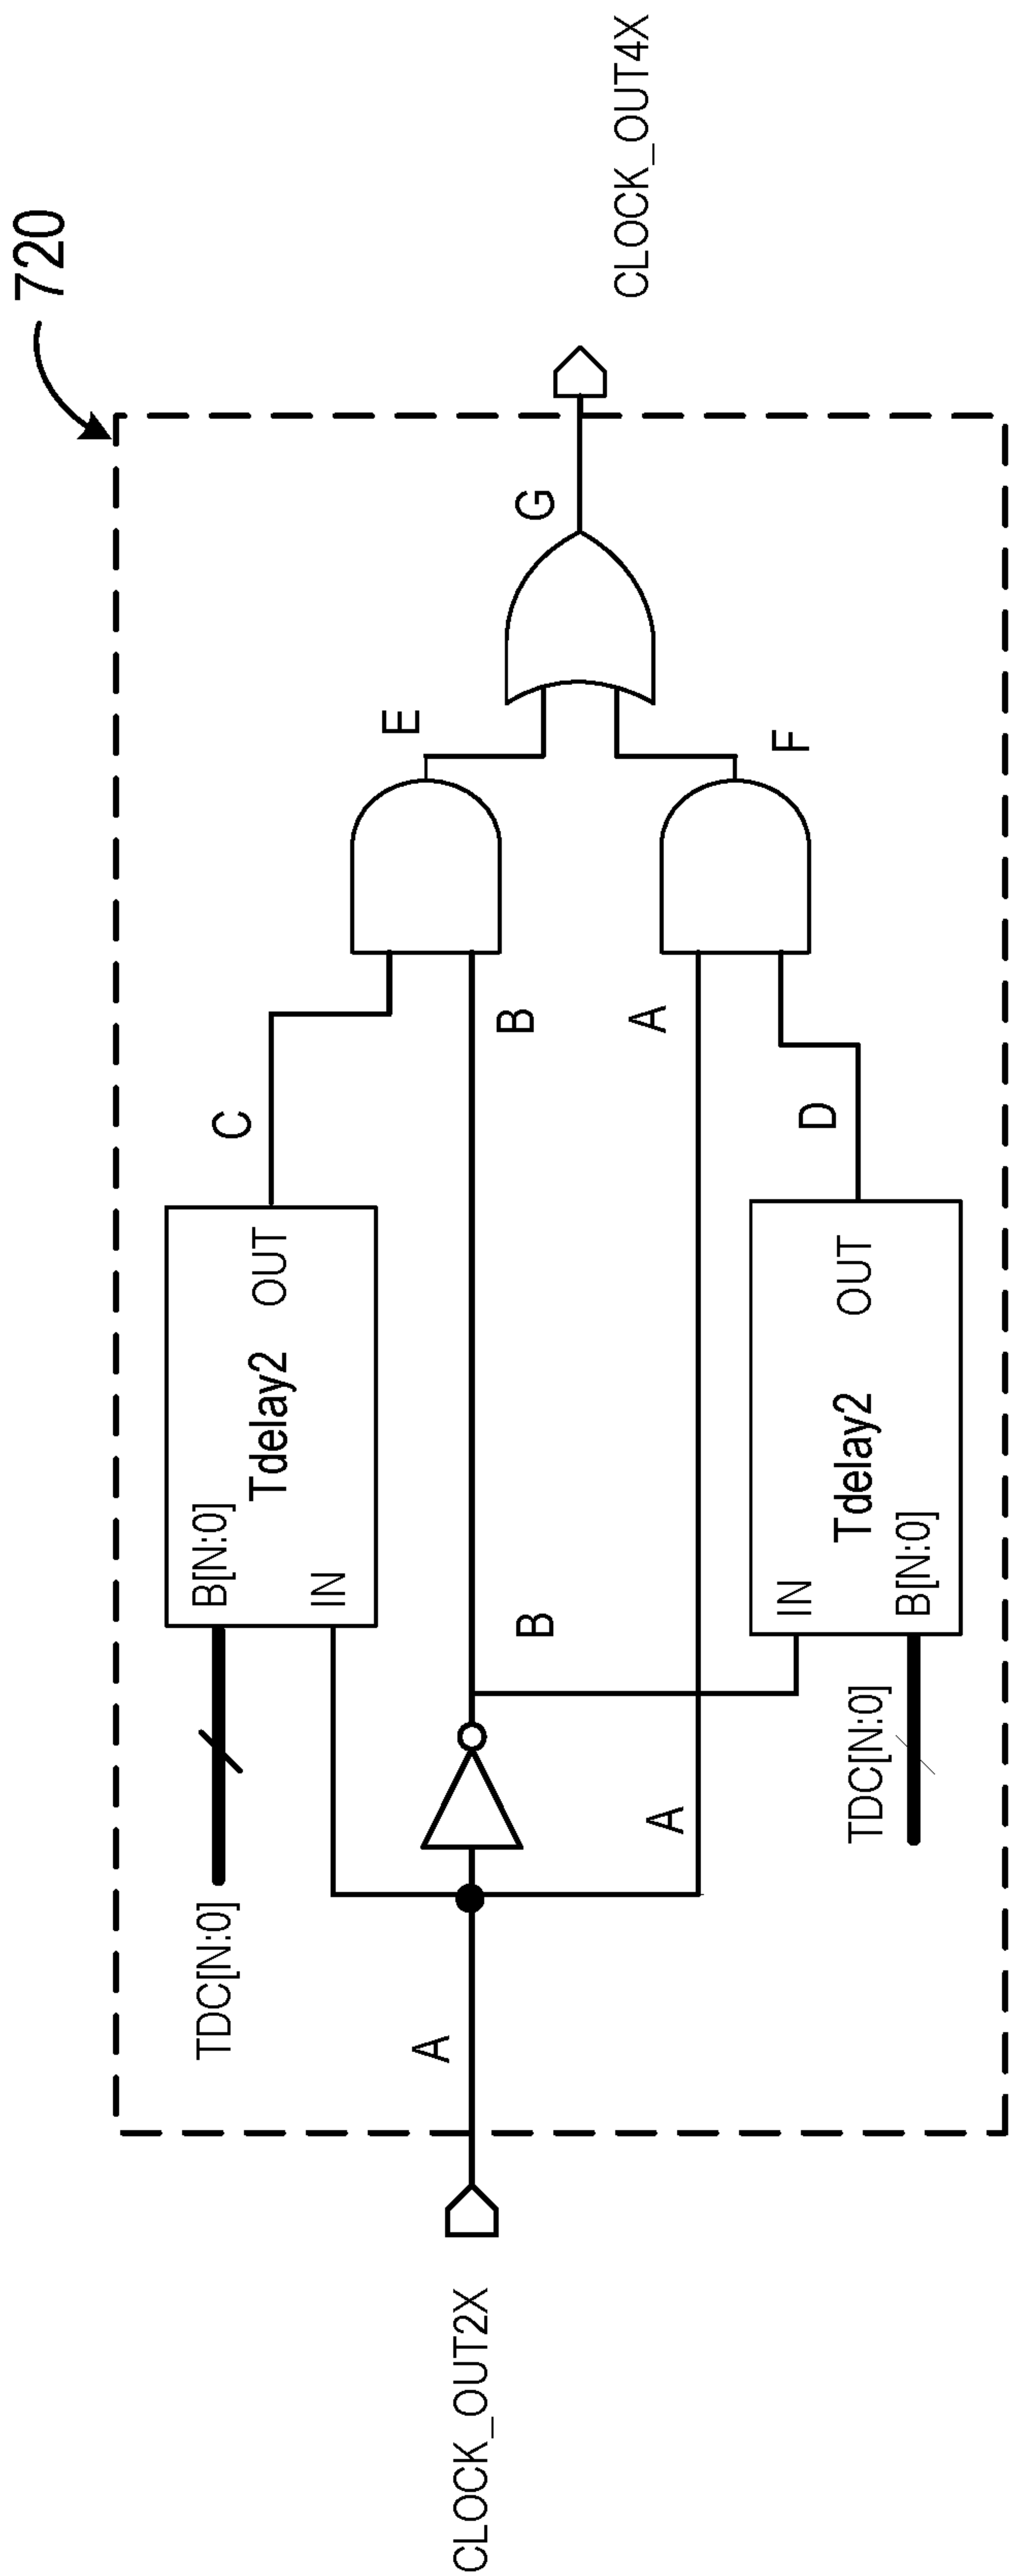 720
TDC[N:0]
B[N:0]
Tdelay2
IN
OUT
C
E
G
CLOCK_OUT4X
CLOCK_OUT2X
A
B
B
A
A
F
D
IN
Tdelay2
OUT
B[N:0]
TDC[N:0]